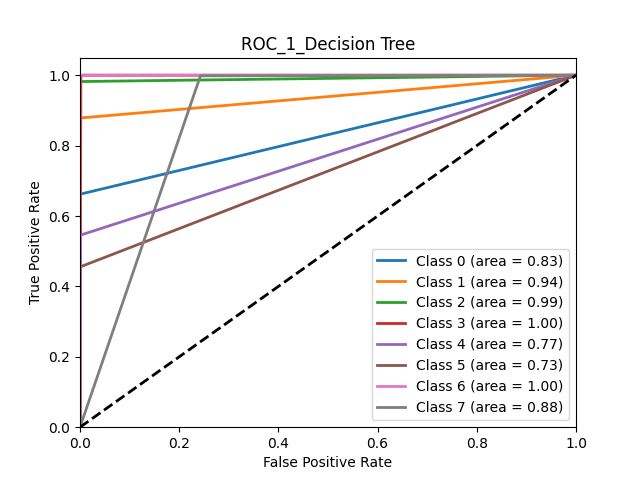 ROC_1_Decision Tree
True Positive Rate
1.0
0.8
0.6
0.4
0.2
0.0
Class 0 (area = 0.83)
Class 1 (area = 0.94)
Class 2 (area = 0.99)
Class 3 (area = 1.00)
Class 4 (area = 0.77)
Class 5 (area = 0.73)
Class 6 (area = 1.00)
Class 7 (area = 0.88)
0.0 0.2 0.4 0.6 0.8 1.0
False Positive Rate